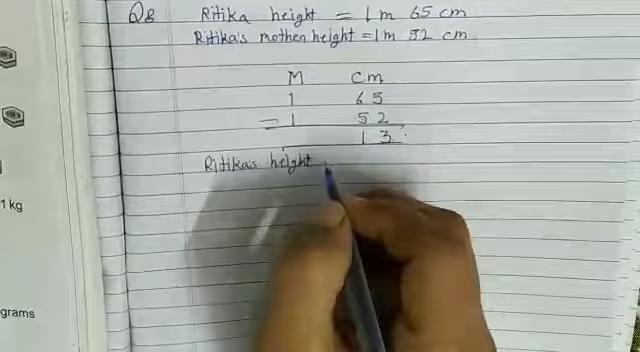 Q8 Ritika height = 1 m 65 cm
Ritika's mother height = 1m 52 cm
M cm
1 65
- 1 52
13
Ritika's height
1 kg
grams